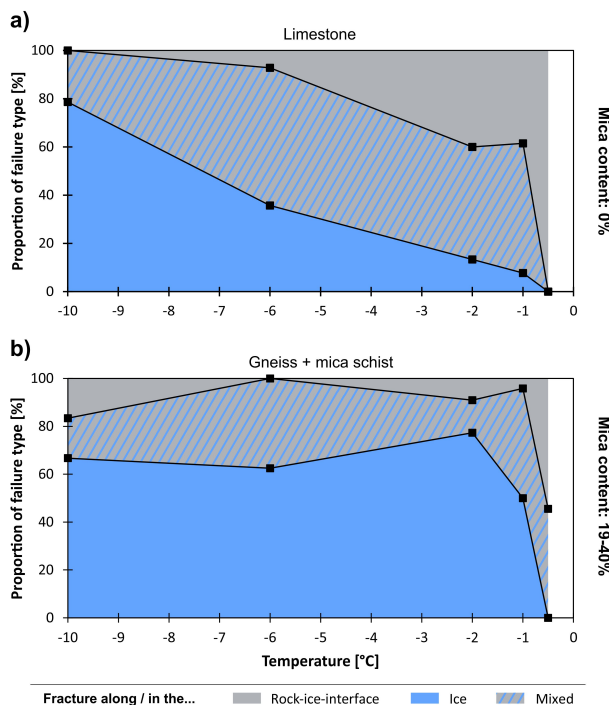 a)
Limestone
Proportion of failure type [%]
100
80
60
40
20
0
-10 -9 -8 -7 -6 -5 -4 -3 -2 -1 0
Mica content: 0%
b)
Gneiss + mica schist
Proportion of failure type [%]
100
80
60
40
20
0
-10 -9 -8 -7 -6 -5 -4 -3 -2 -1 0
Mica content: 19-40%
Temperature [°C]
Fracture along / in the... Rock-ice-interface Ice Mixed